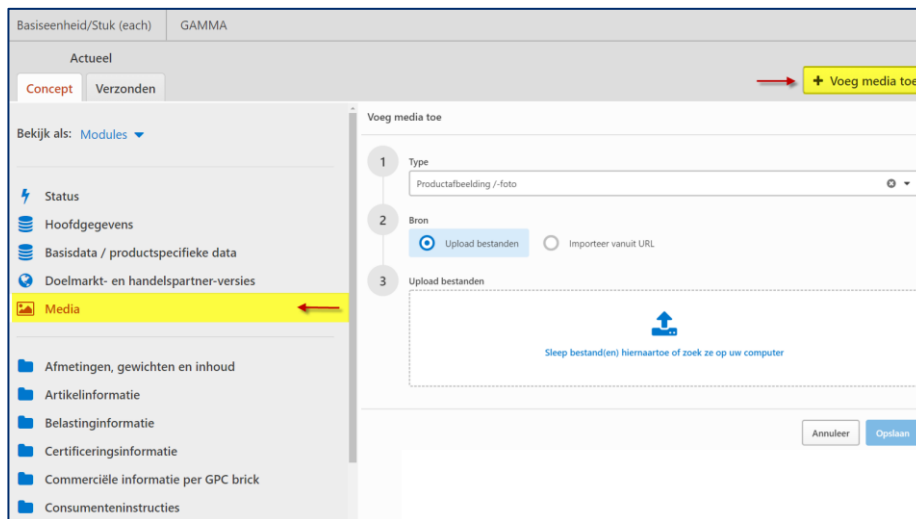 Basiseenheid/Stuk (each) GAMMA
Actueel
Concept Verzonden
+ Voeg media toe
Bekijk als: Modules
Status
Hoofdgegevens
Basisdata / productspecifieke data
Doelmarkt- en handelspartner-versies
Media
Afmetingen, gewichten en inhoud
Artikelinformatie
Belastinginformatie
Certificeringsinformatie
Commerciële informatie per GPC brick
Consumenteninstructies
Voeg media toe
1 Type
Productafbeelding /-foto
2 Bron
Upload bestanden Importeer vanuit URL
3 Upload bestanden
Sleep bestand(en) hiernaartoe of zoek ze op uw computer
Annuleer Opslaan